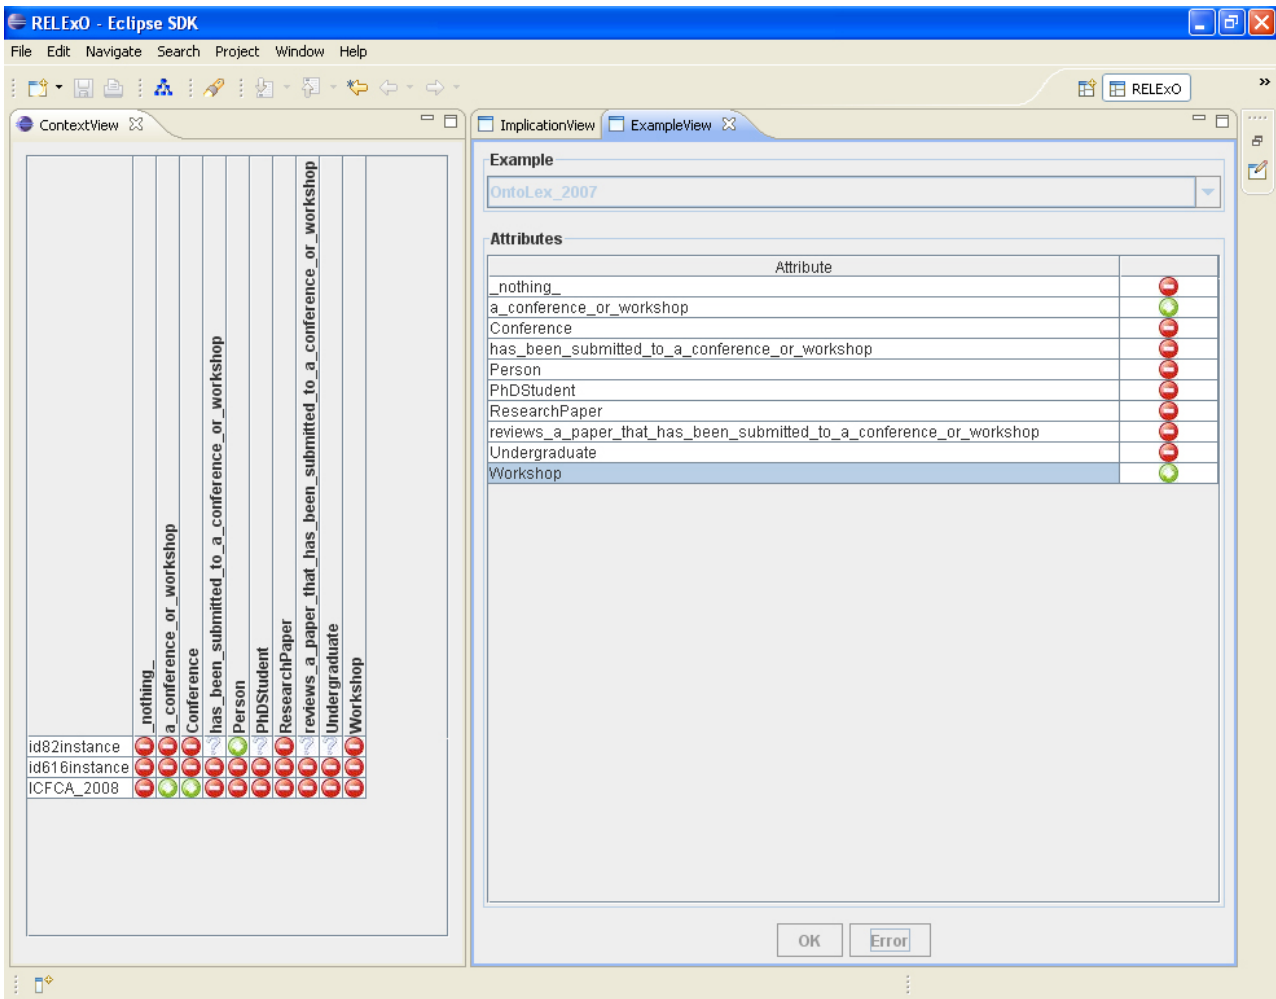 RELExO - Eclipse SDK
File Edit Navigate Search Project Window Help
RELExO
ContextView
_nothing_
a_conference_or_workshop
Conference
has_been_submitted_to_a_conference_or_workshop
Person
PhDStudent
ResearchPaper
reviews_a_paper_that_has_been_submitted_to_a_conference_or_workshop
Undergraduate
Workshop
id82instance
id616instance
ICFCA_2008
ImplicationView ExampleView
Example
OntoLex_2007
Attributes
Attribute
_nothing_
a_conference_or_workshop
Conference
has_been_submitted_to_a_conference_or_workshop
Person
PhDStudent
ResearchPaper
reviews_a_paper_that_has_been_submitted_to_a_conference_or_workshop
Undergraduate
Workshop
OK Error